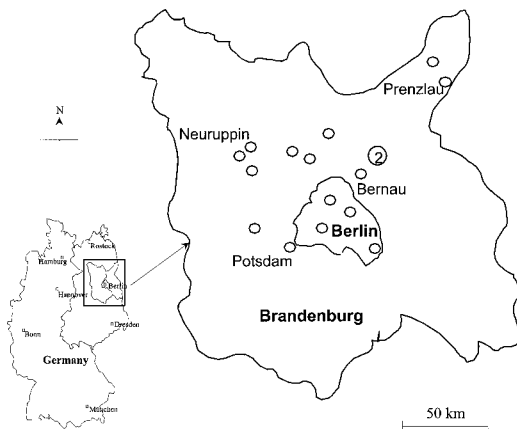 Prenzlau
N
Neuruppin
2
Bernau
Berlin
Potsdam
Rostock
Hamburg
Berlin
Hannover
Brandenburg
Dresden
Bonn
Germany
München
50 km